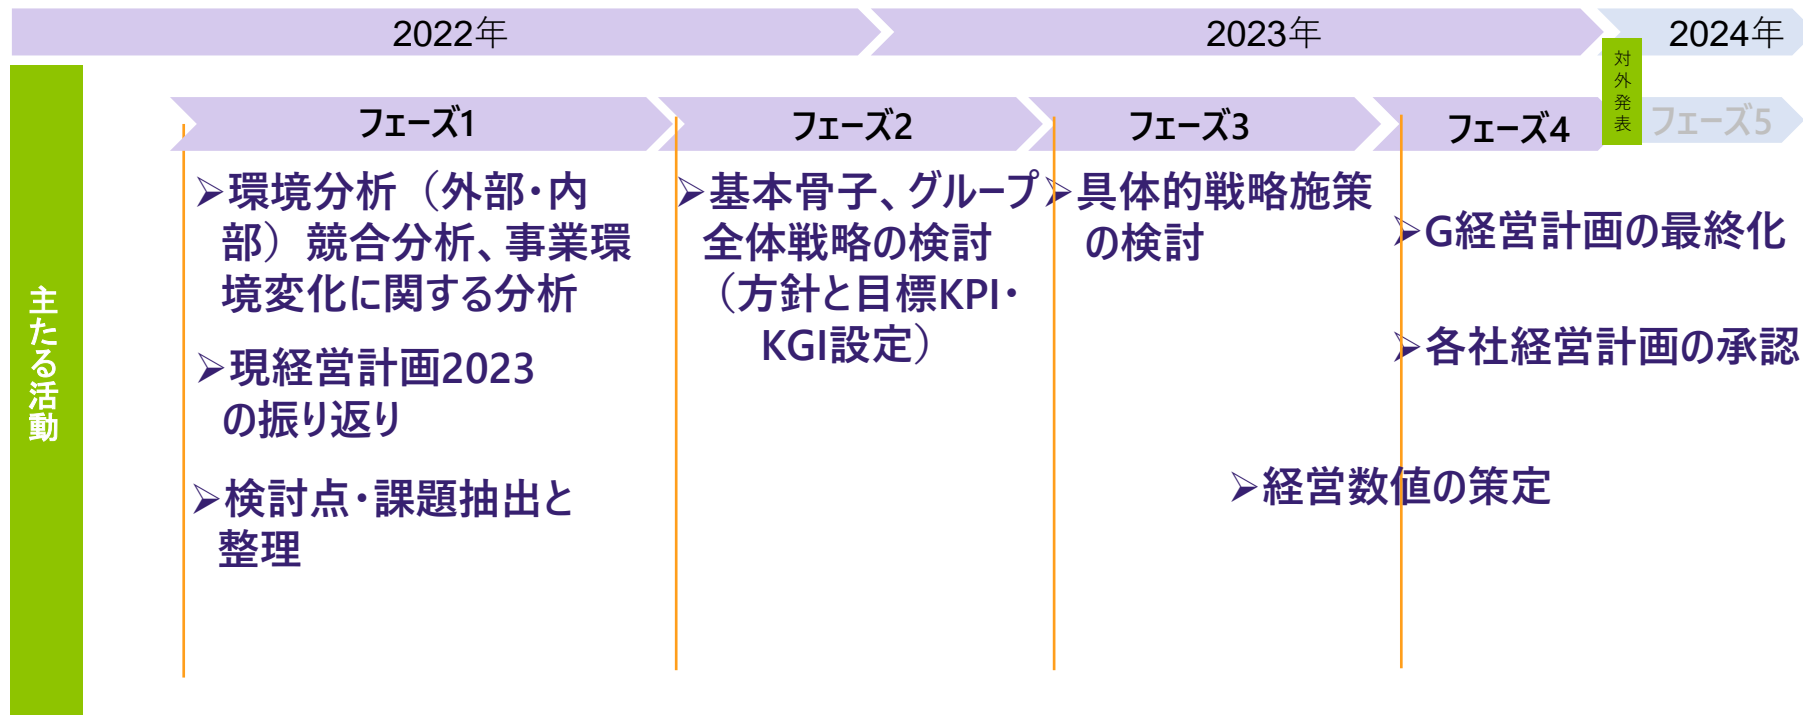 2022年
2023年
2024年
対外発表
主たる活動
フェーズ1
フェーズ2
フェーズ3
フェーズ4
フェーズ5
➢環境分析（外部・内
部）競合分析、事業環
境変化に関する分析
➢現経営計画2023
の振り返り
➢検討点・課題抽出と
整理
➢基本骨子、グループ
全体戦略の検討
（方針と目標KPI・
KGI設定）
➢具体的戦略施策
の検討
➢G経営計画の最終化
➢各社経営計画の承認
➢経営数値の策定